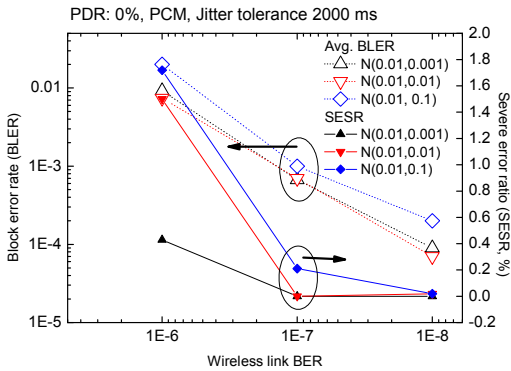 PDR: 0%, PCM, Jitter tolerance 2000 ms
Avg. BLER
N(0.01,0.001)
N(0.01,0.01)
N(0.01, 0.1)
SESR
N(0.01,0.001)
N(0.01,0.01)
N(0.01,0.1)
Block error rate (BLER)
0.01
1E-3
1E-4
1E-5
2.0
1.8
1.6
1.4
1.2
1.0
0.8
0.6
0.4
0.2
0.0
-0.2
Severe error ratio (SESR, %)
1E-6
1E-7
1E-8
Wireless link BER